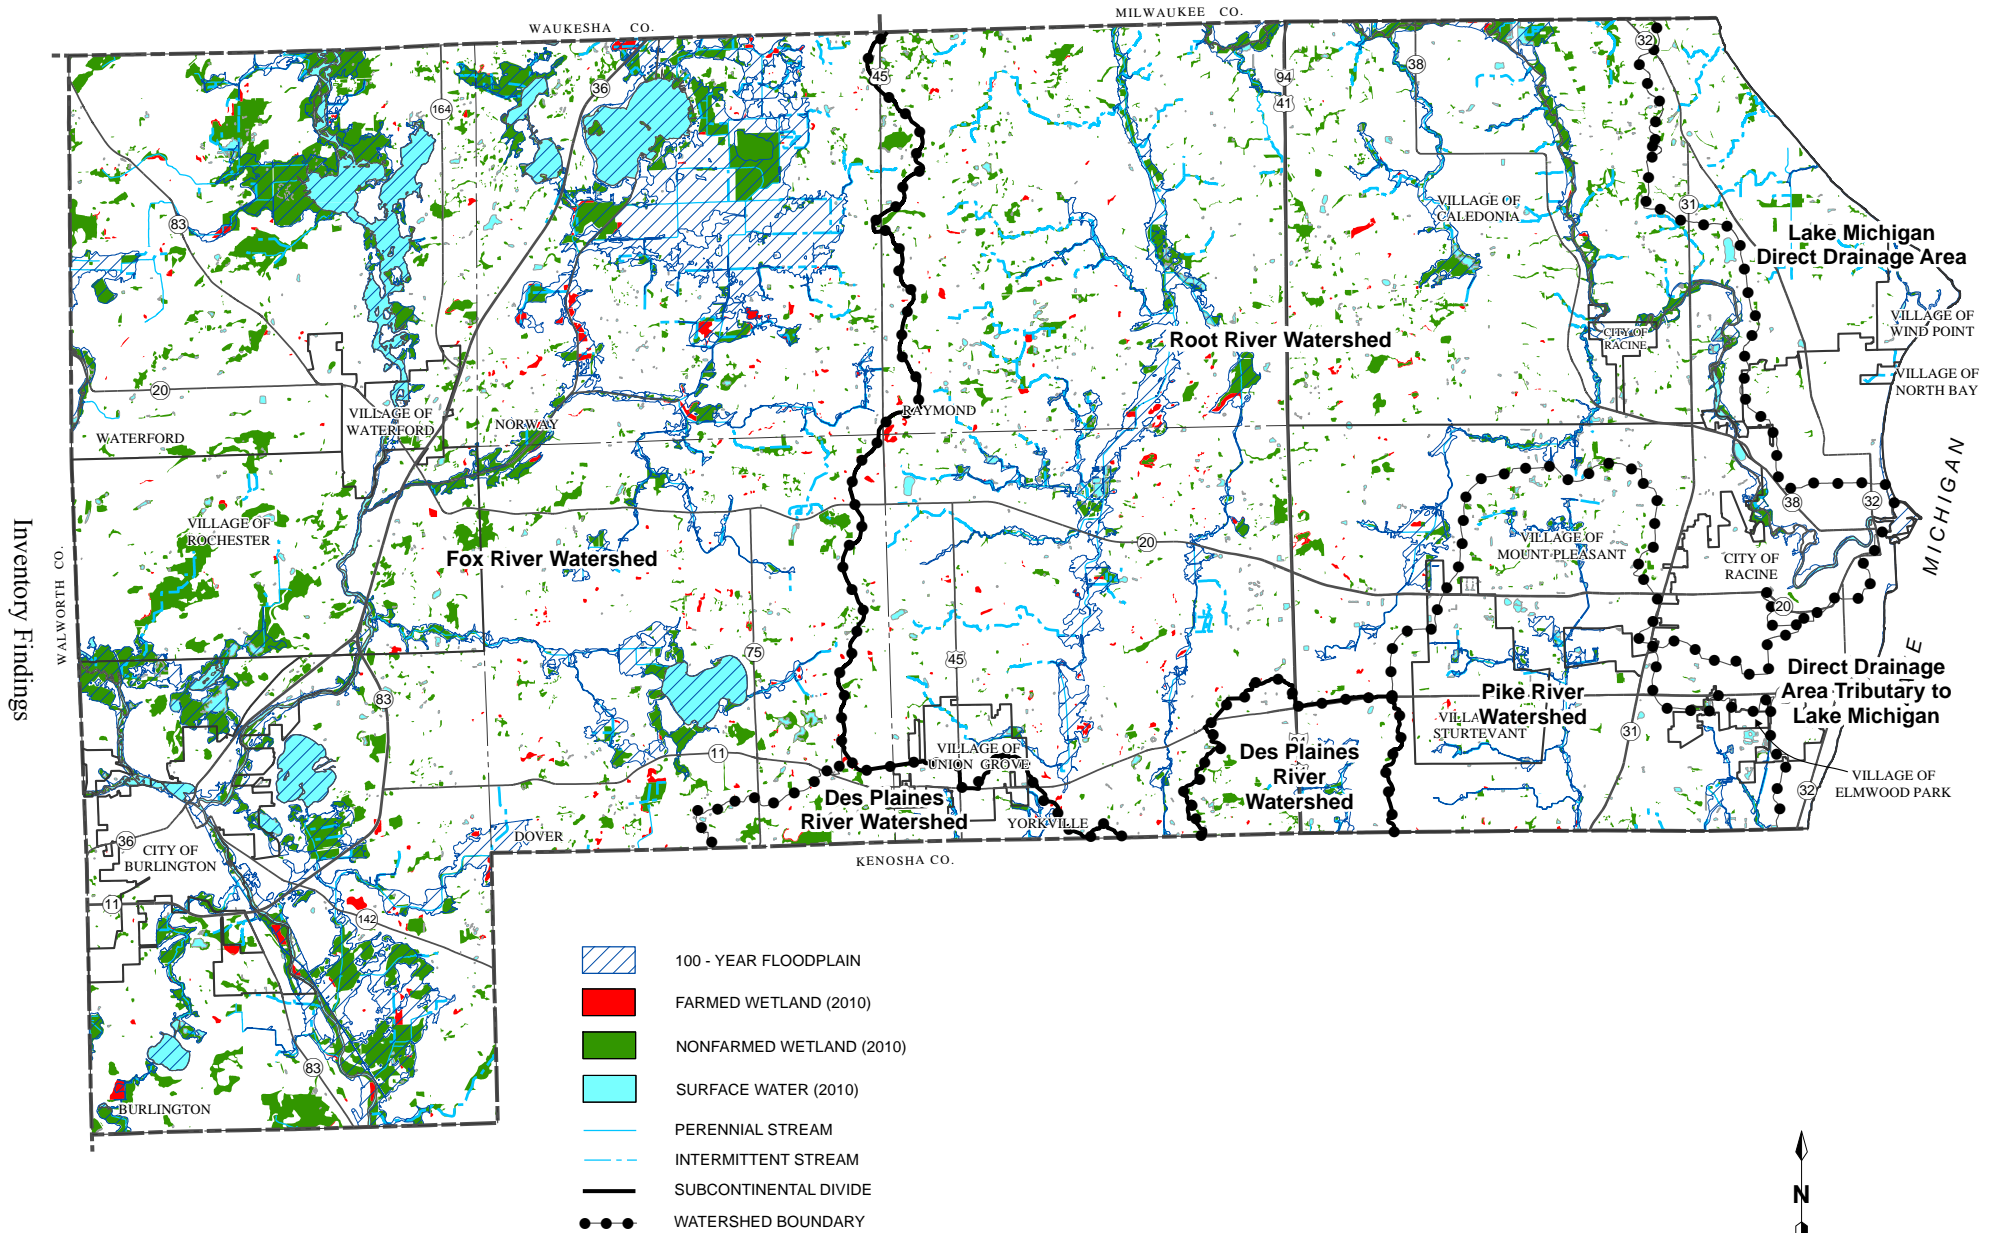 WAUKESHA CO.
MILWAUKEE CO.
32
36
45
38
94
41
164
83
31
VILLAGE OF
CALEDONIA
Lake Michigan
Direct Drainage Area
VILLAGE OF
WIND POINT
CITY OF
RACINE
Root River Watershed
VILLAGE OF
NORTH BAY
20
VILLAGE OF
WATERFORD
WATERFORD
NORWAY
RAYMOND
MICHIGAN
38
32
VILLAGE OF
ROCHESTER
Fox River Watershed
20
VILLAGE OF
MOUNT PLEASANT
CITY OF
RACINE
20
Inventory Findings
WALWORTH CO.
75
45
83
Pike River
Watershed
STURTEVANT
Direct Drainage
Area Tributary to
Lake Michigan
31
11
VILLAGE OF
UNION GROVE
Des Plaines
River
Watershed
VILLAGE OF
ELMWOOD PARK
32
Des Plaines
River Watershed
YORKVILLE
DOVER
KENOSHA CO.
36
CITY OF
BURLINGTON
11
142
83
BURLINGTON
100 - YEAR FLOODPLAIN
FARMED WETLAND (2010)
NONFARMED WETLAND (2010)
SURFACE WATER (2010)
PERENNIAL STREAM
INTERMITTENT STREAM
SUBCONTINENTAL DIVIDE
WATERSHED BOUNDARY
N